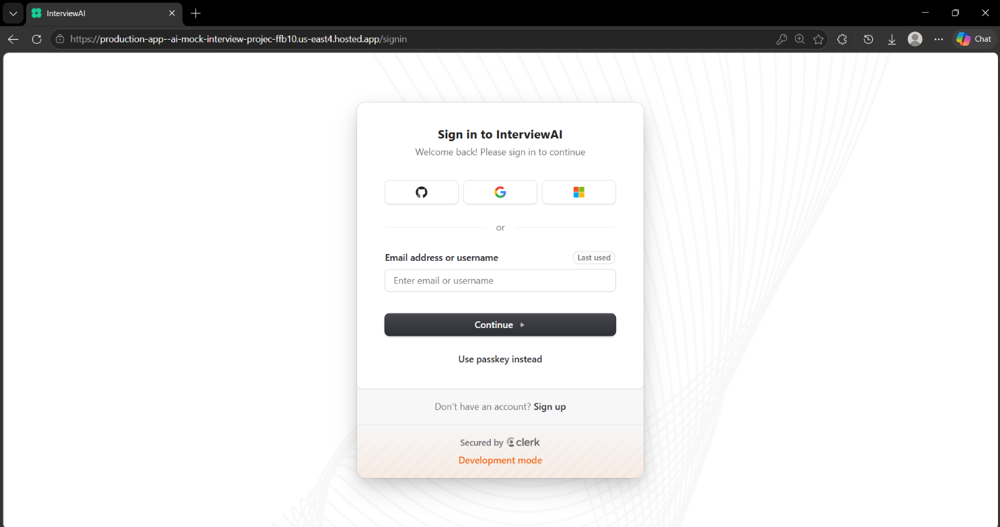 InterviewAI
https://production-app--ai-mock-interview-projec-ffb10.us-east4.hosted.app/signin
Chat
Sign in to InterviewAI
Welcome back! Please sign in to continue
or
Email address or username
Last used
Enter email or username
Continue
Use passkey instead
Don't have an account? Sign up
Secured by clerk
Development mode